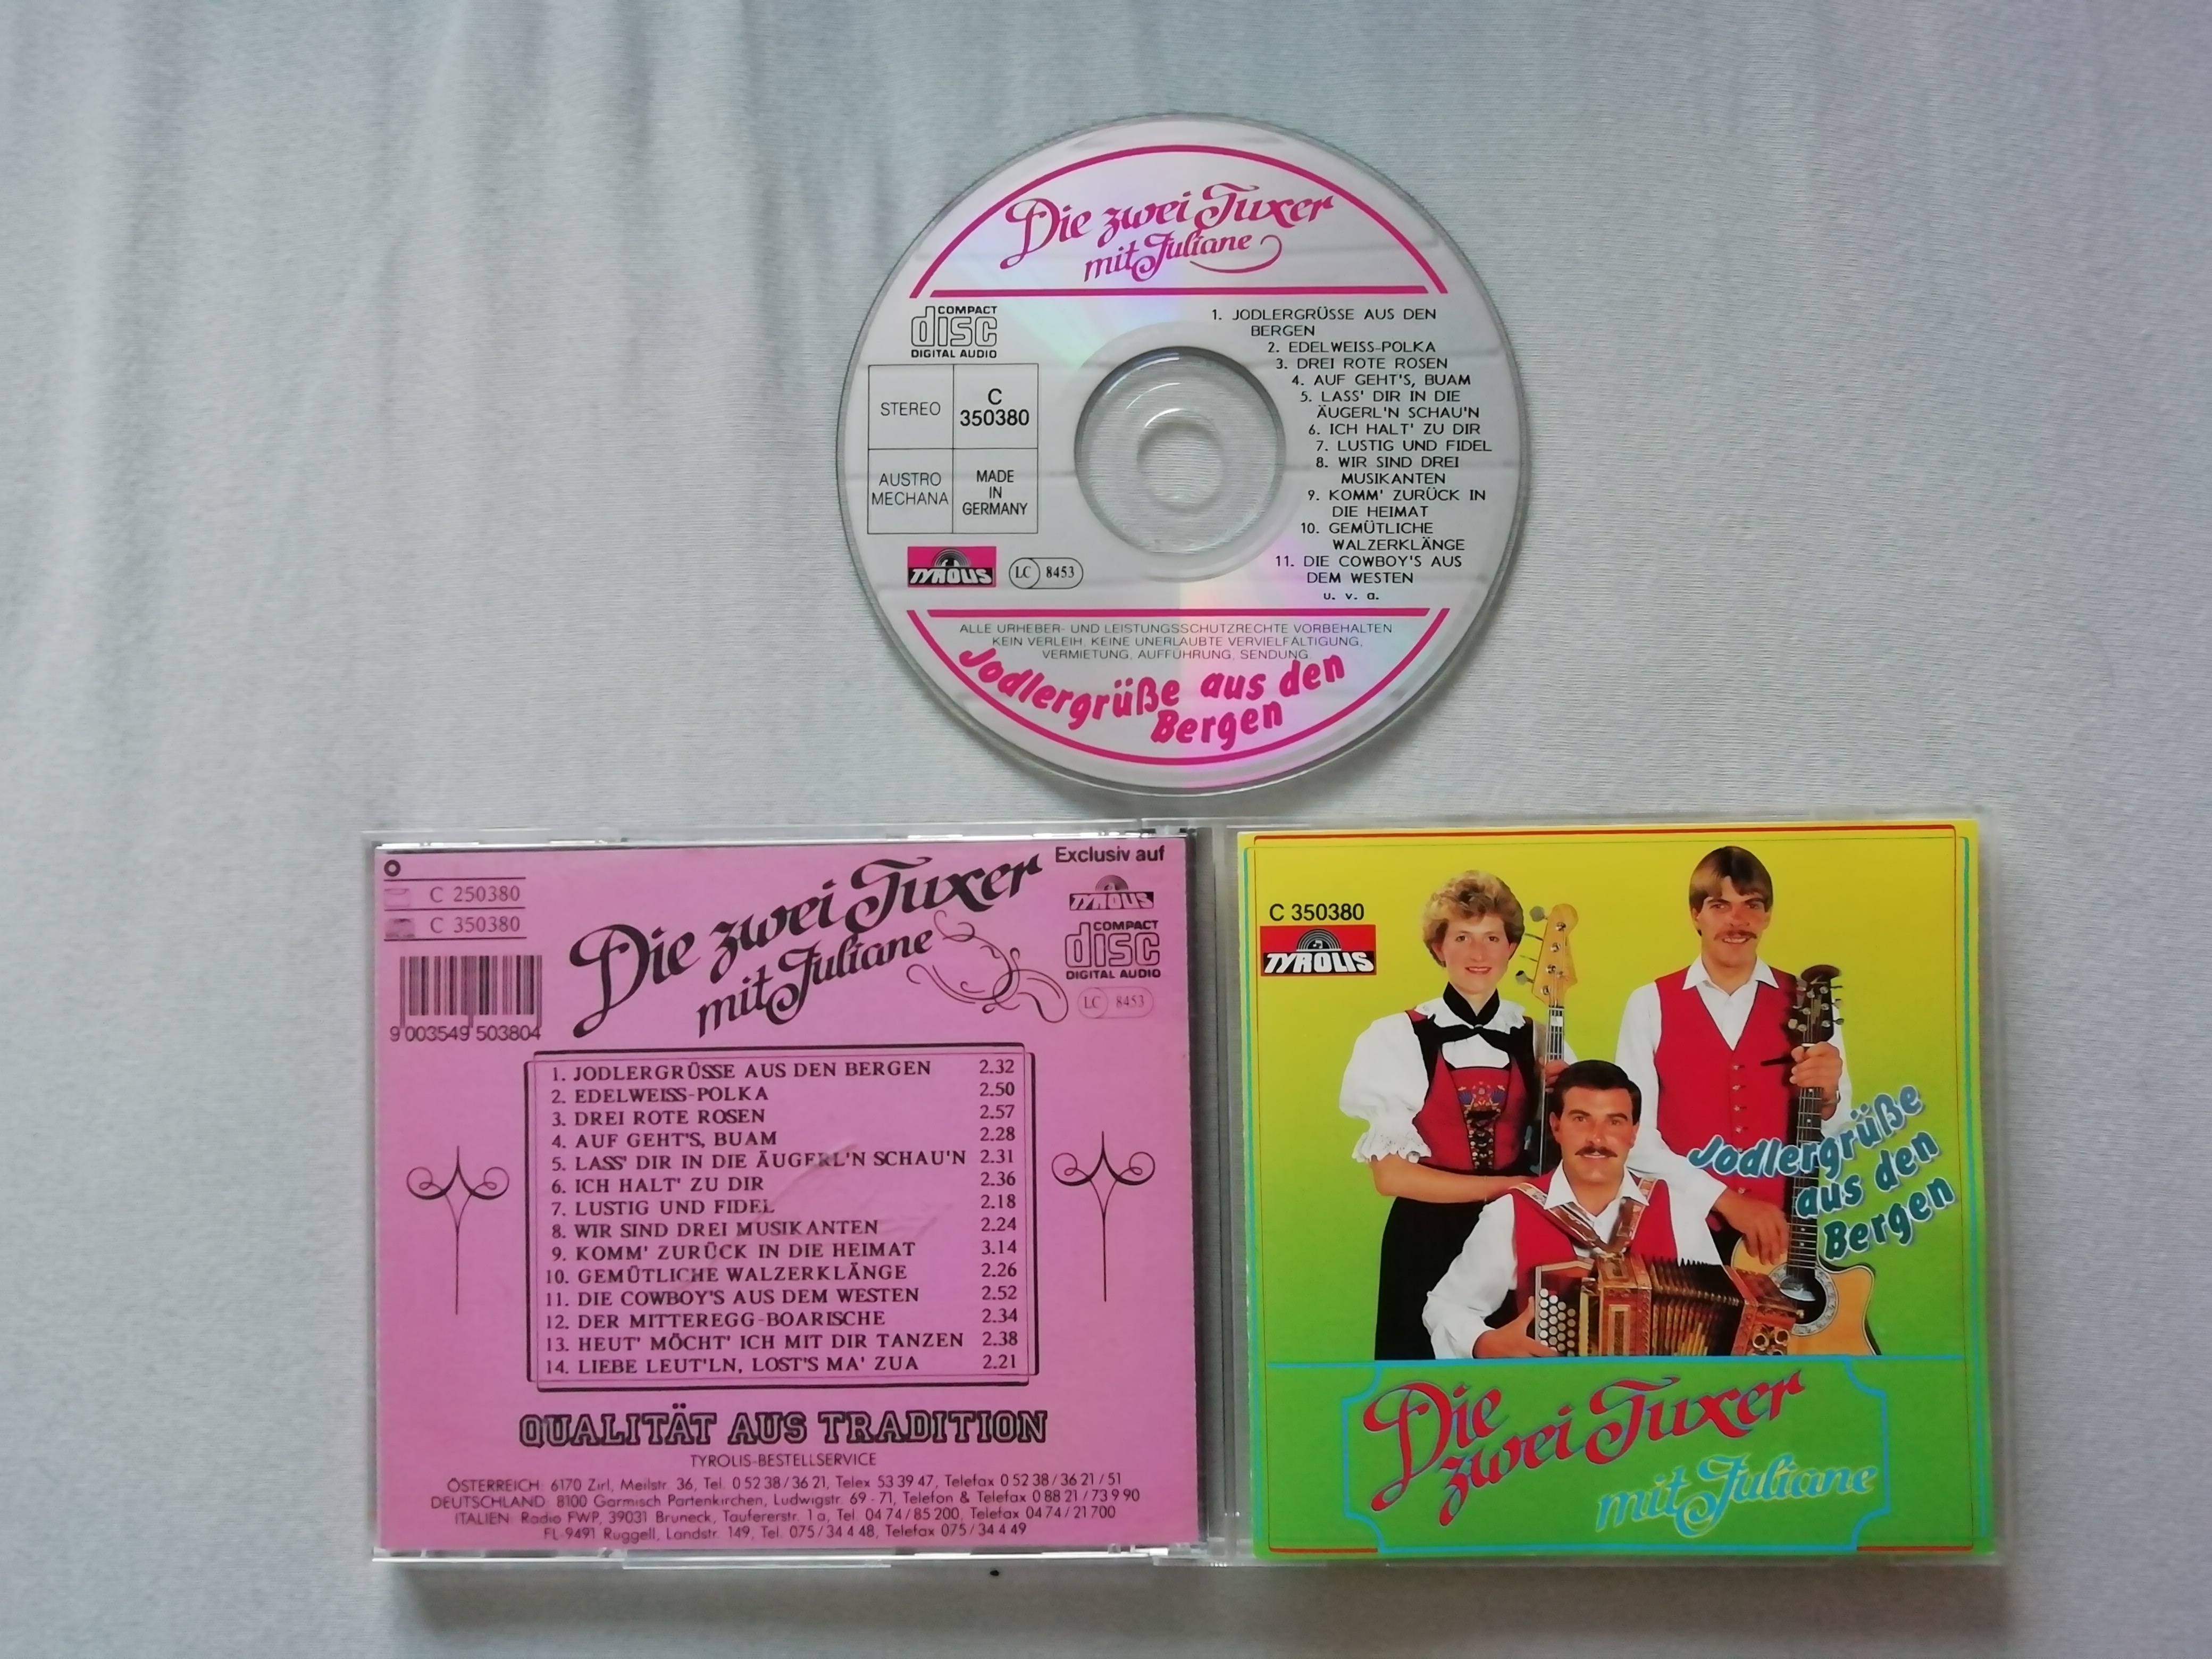 Die zwei Tuxer
mit Juliane
COMPACT
disc
DIGITAL AUDIO
STEREO
C
350380
AUSTRO
MECHANA
MADE
IN
GERMANY
TYROLIS
LC 8453
1. JODLERGRÜSSE AUS DEN
BERGEN
2. EDELWEISS-POLKA
3. DREI ROTE ROSEN
4. AUF GEHT'S, BUAM
5. LASS' DIR IN DIE
ÄUGERL'N SCHAU'N
6. ICH HALT' ZU DIR
7. LUSTIG UND FIDEL
8. WIR SIND DREI
MUSIKANTEN
9. KOMM' ZURÜCK IN
DIE HEIMAT
10. GEMÜTLICHE
WALZERKLÄNGE
11. DIE COWBOY'S AUS
DEM WESTEN
u. v. a.
ALLE URHEBER- UND LEISTUNGSSCHUTZRECHTE VORBEHALTEN
KEIN VERLEIH, KEINE UNERLAUBTE VERVIELFÄLTIGUNG,
VERMIETUNG, AUFFÜHRUNG, SENDUNG
Jodlergrüße aus den
Bergen
C 250380
C 350380
9 003549 503804
Die zwei Tuxer
mit Juliane
Exclusiv auf
TYROLIS
COMPACT
disc
DIGITAL AUDIO
LC 8453
1. JODLERGRÜSSE AUS DEN BERGEN 2.32
2. EDELWEISS-POLKA 2.50
3. DREI ROTE ROSEN 2.57
4. AUF GEHT'S, BUAM 2.28
5. LASS' DIR IN DIE ÄUGERL'N SCHAU'N 2.31
6. ICH HALT' ZU DIR 2.36
7. LUSTIG UND FIDEL 2.18
8. WIR SIND DREI MUSIKANTEN 2.24
9. KOMM' ZURÜCK IN DIE HEIMAT 3.14
10. GEMÜTLICHE WALZERKLÄNGE 2.26
11. DIE COWBOY'S AUS DEM WESTEN 2.52
12. DER MITTEREGG-BOARISCHE 2.34
13. HEUT' MÖCHT' ICH MIT DIR TANZEN 2.38
14. LIEBE LEUT'LN, LOST'S MA' ZUA 2.21
QUALITÄT AUS TRADITION
TYROLIS-BESTELLSERVICE
ÖSTERREICH: 6170 Zirl, Meilstr. 36, Tel. 0 52 38 / 36 21, Telex 53 39 47, Telefax 0 52 38 / 36 21 / 51
DEUTSCHLAND: 8100 Garmisch Partenkirchen, Ludwigstr. 69 - 71, Telefon & Telefax 0 88 21 / 73 9 90
ITALIEN: Radio FWP, 39031 Bruneck, Taufererstr. 1 a, Tel. 04 74 / 85 200, Telefax 04 74 / 21 700
FL-9491 Ruggell, Landstr. 149, Tel. 075 / 34 4 48, Telefax 075 / 34 4 49
C 350380
TYROLIS
Jodlergrüße
aus den
Bergen
Die
zwei Tuxer
mit Juliane